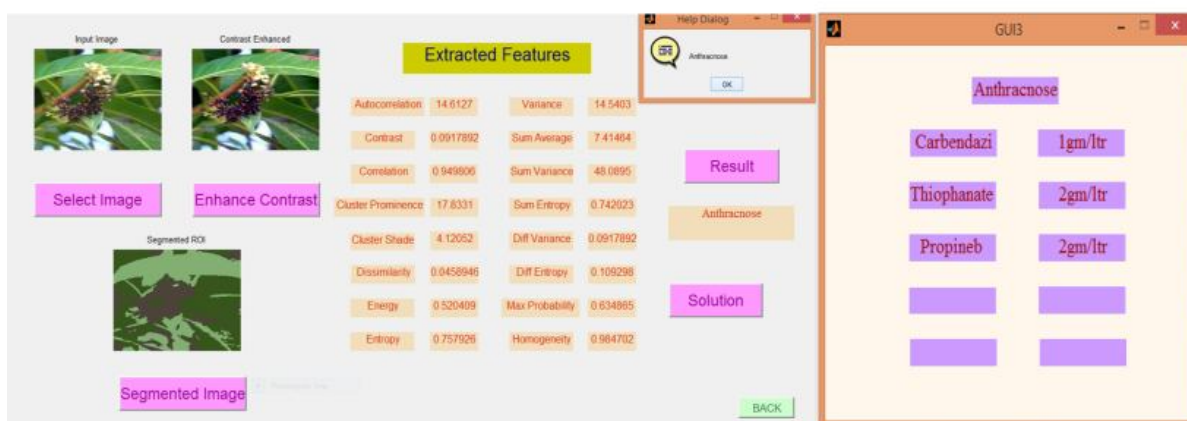 Input Image
Contrast Enhanced
Select Image
Enhance Contrast
Segmented ROI
Segmented Image
Extracted Features
Autocorrelation 14.6127 Variance 14.5403
Contrast 0.0917892 Sum Average 7.41464
Correlation 0.949806 Sum Variance 48.0895
Cluster Prominence 17.8331 Sum Entropy 0.742023
Cluster Shade 4.12052 Diff Variance 0.0917892
Dissimilarity 0.0458946 Diff Entropy 0.109298
Energy 0.520409 Max Probability 0.634865
Entropy 0.757926 Homogeneity 0.984702
Help Dialog
Anthracnose
OK
Result
Anthracnose
Solution
BACK
GUI3
Anthracnose
Carbendazi 1gm/ltr
Thiophanate 2gm/ltr
Propineb 2gm/ltr